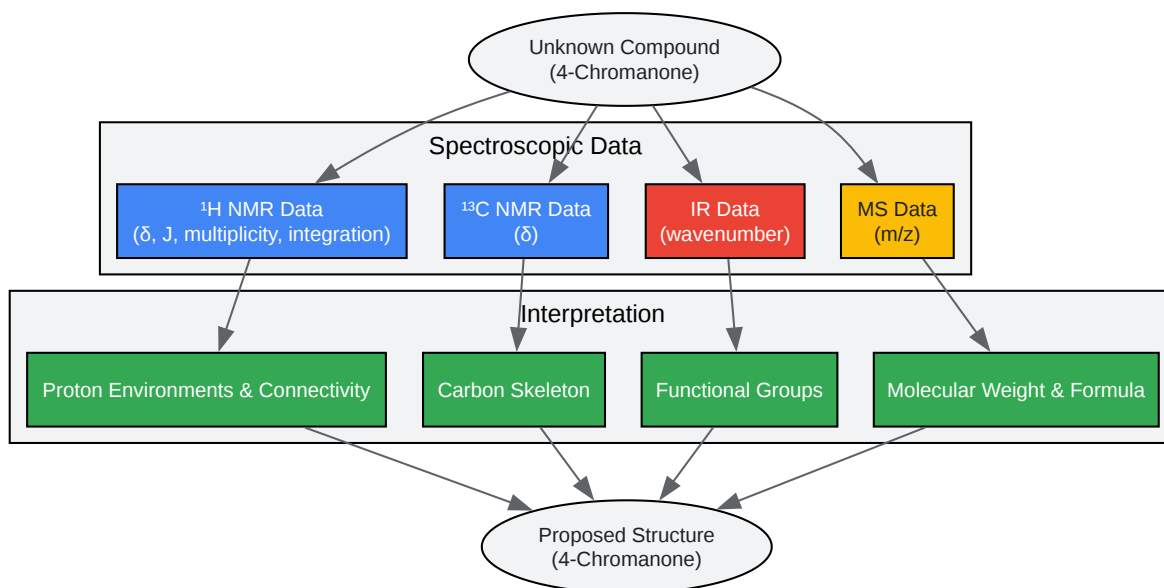 Unknown Compound
(4-Chromanone)
Spectroscopic Data
¹H NMR Data
(δ, J, multiplicity, integration)
¹³C NMR Data
(δ)
IR Data
(wavenumber)
MS Data
(m/z)
Interpretation
Proton Environments & Connectivity
Carbon Skeleton
Functional Groups
Molecular Weight & Formula
Proposed Structure
(4-Chromanone)